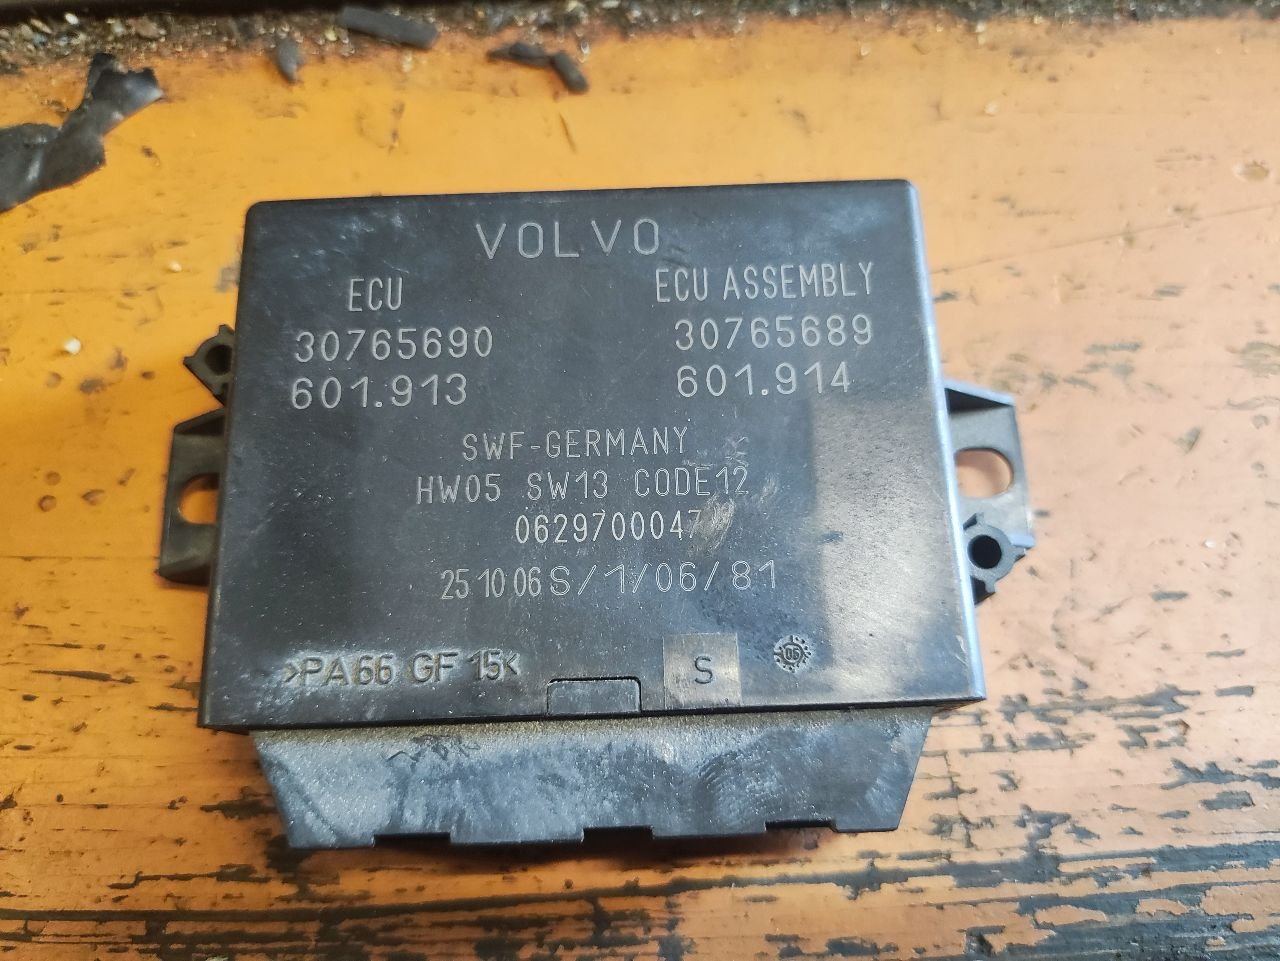 VOLVO
ECU
30765690
601.913
ECU ASSEMBLY
30765689
601.914
SWF-GERMANY
HW05 SW13 CODE12
0629700047
25 10 06 S/1/06/81
>PA66 GF 15<
S
05